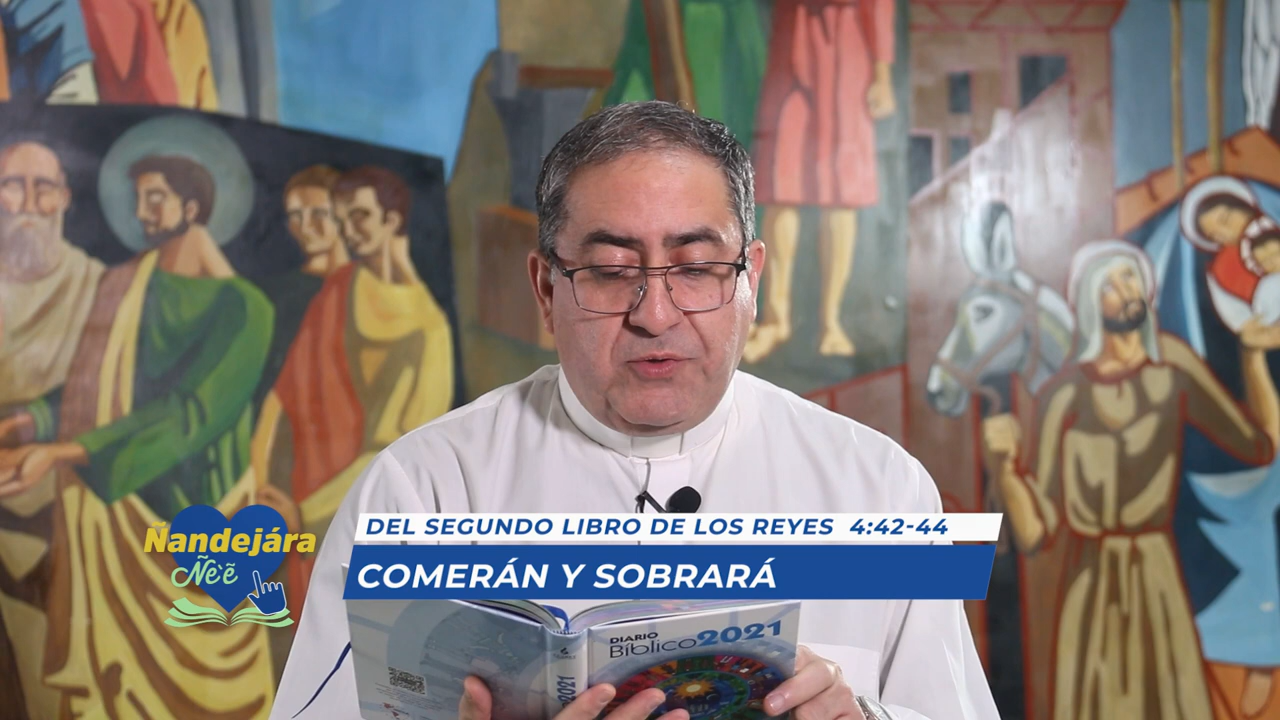 DEL SEGUNDO LIBRO DE LOS REYES 4:42-44
COMERÁN Y SOBRARÁ
Ñandejára
Ñe'ẽ
DIARIO
Bíblico2021
2021